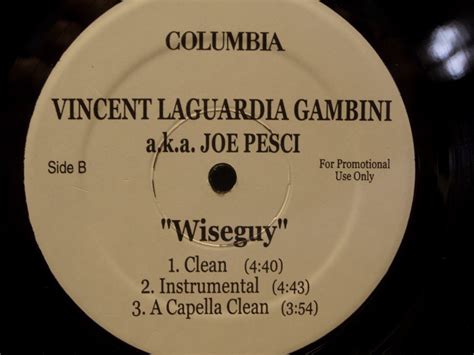 COLUMBIA
VINCENT LAGUARDIA GAMBINI
a.k.a. JOE PESCI
Side B
For Promotional
Use Only
"Wiseguy"
1. Clean (4:40)
2. Instrumental (4:43)
3. A Capella Clean (3:54)